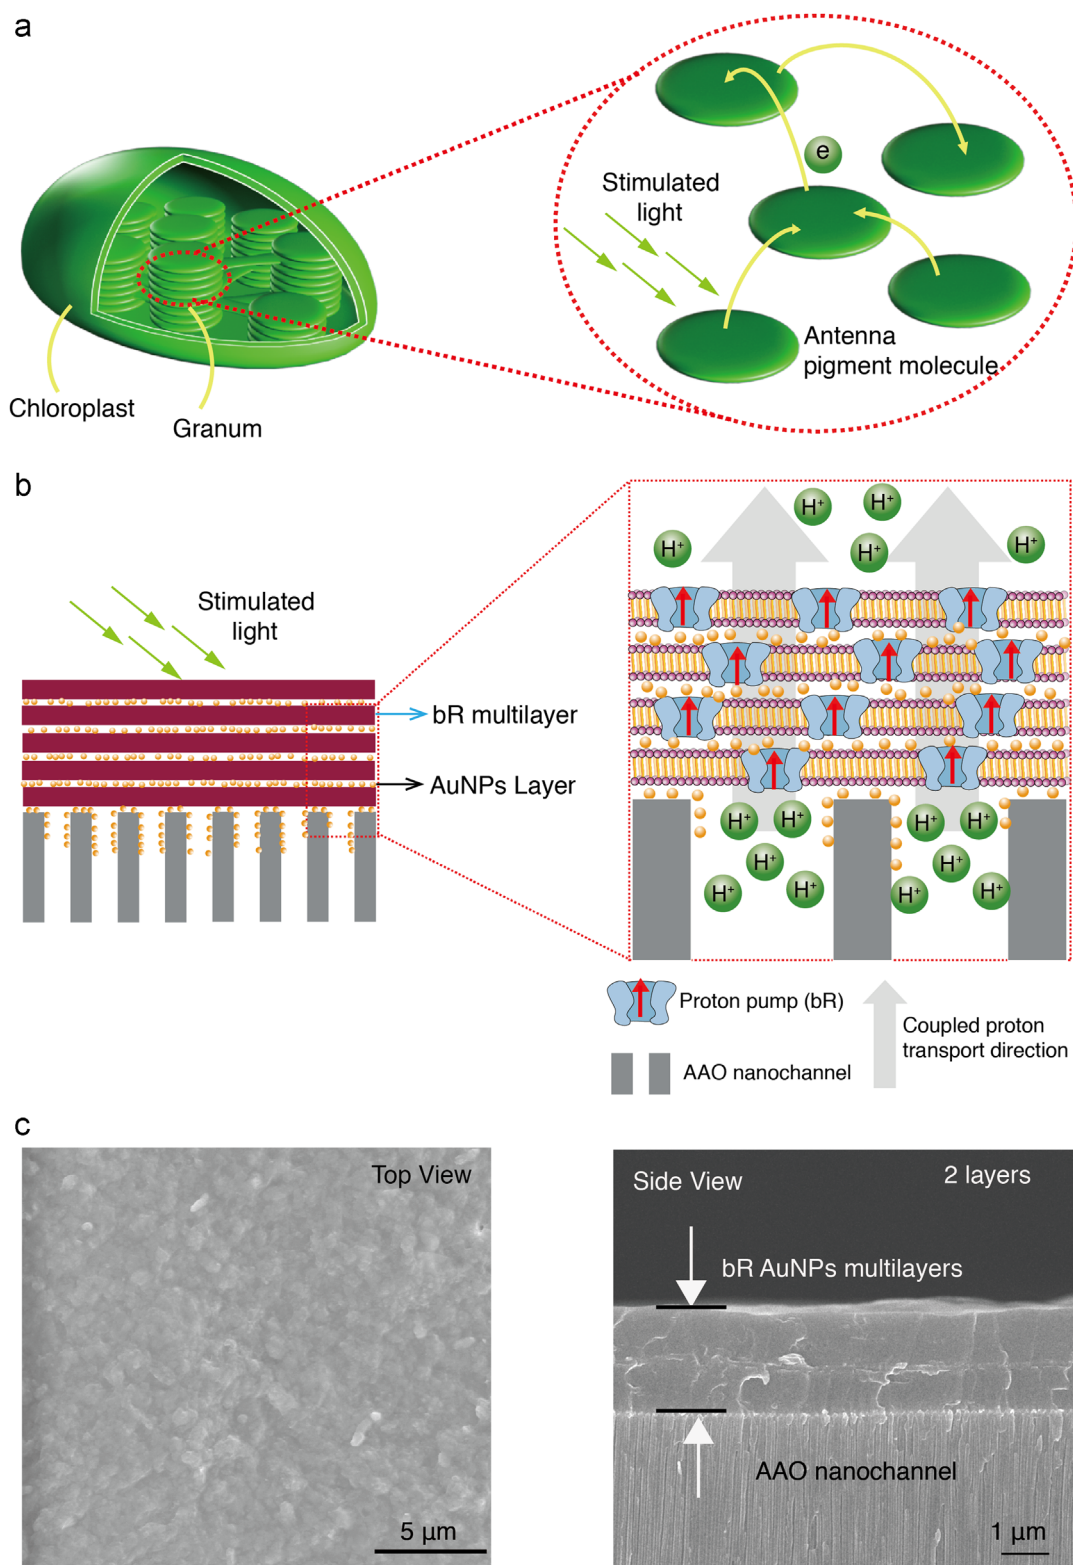 a
e
Stimulated
light
Antenna
pigment molecule
Chloroplast
Granum
b
H+
H+
H+
H+
H+
Stimulated
light
bR multilayer
AuNPs Layer
H+
H+
H+
H+
H+
H+
H+
H+
H+
H+
Proton pump (bR)
AAO nanochannel
Coupled proton
transport direction
c
Top View
5 μm
Side View
2 layers
bR AuNPs multilayers
AAO nanochannel
1 μm